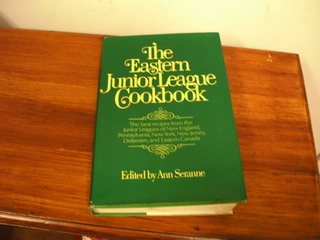 The
Eastern
Junior League
Cookbook
The best recipes from the
Junior Leagues of New England,
Pennsylvania, New York, New Jersey,
Delaware, and Eastern Canada
Edited by Ann Seranne